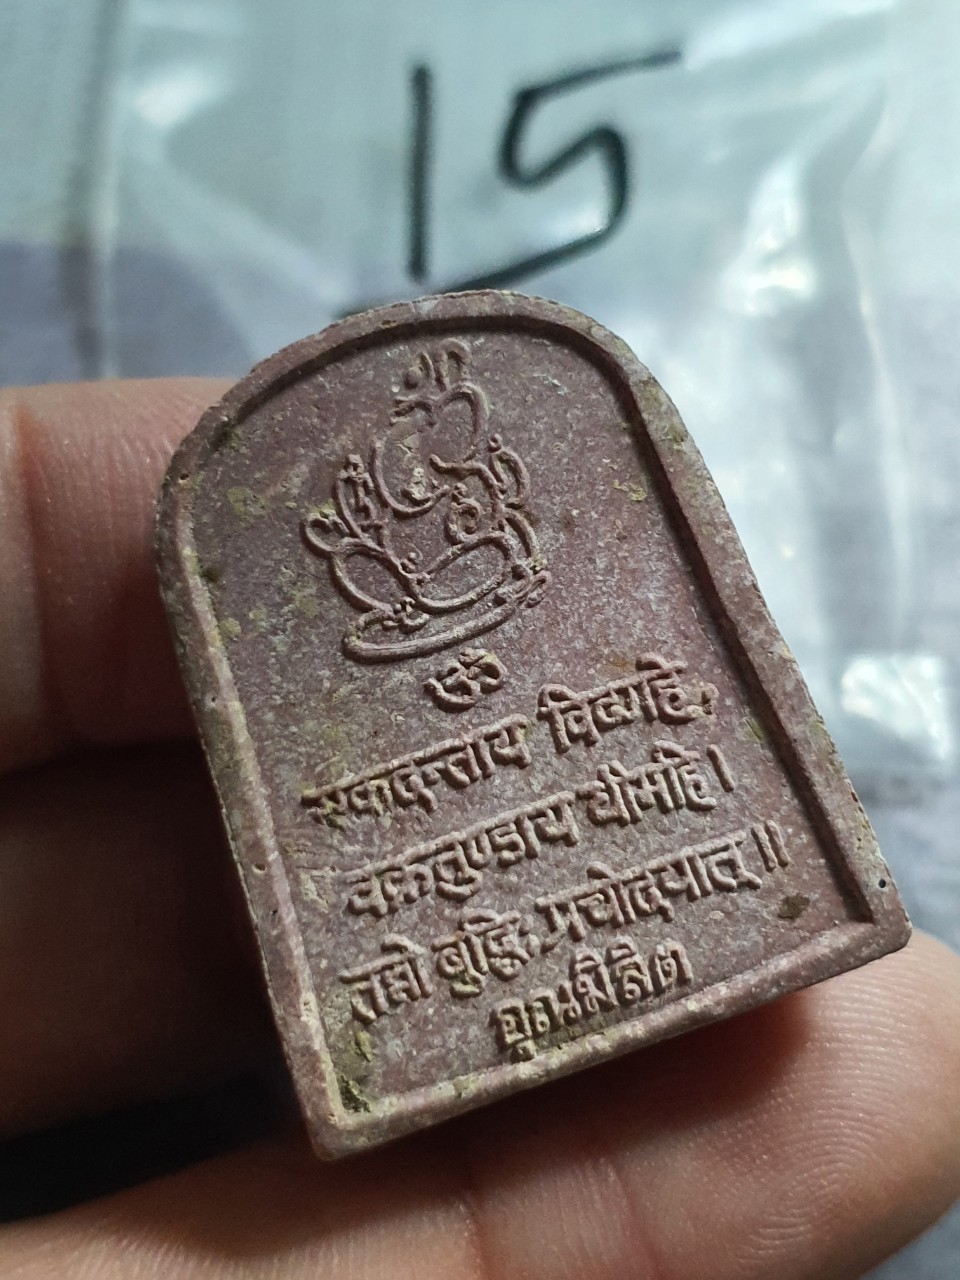 15
ॐ
एकदन्ताय विद्महे,
वक्रतुण्डाय धीमहि।
तन्नो बुद्धिः प्रचोदयात्॥